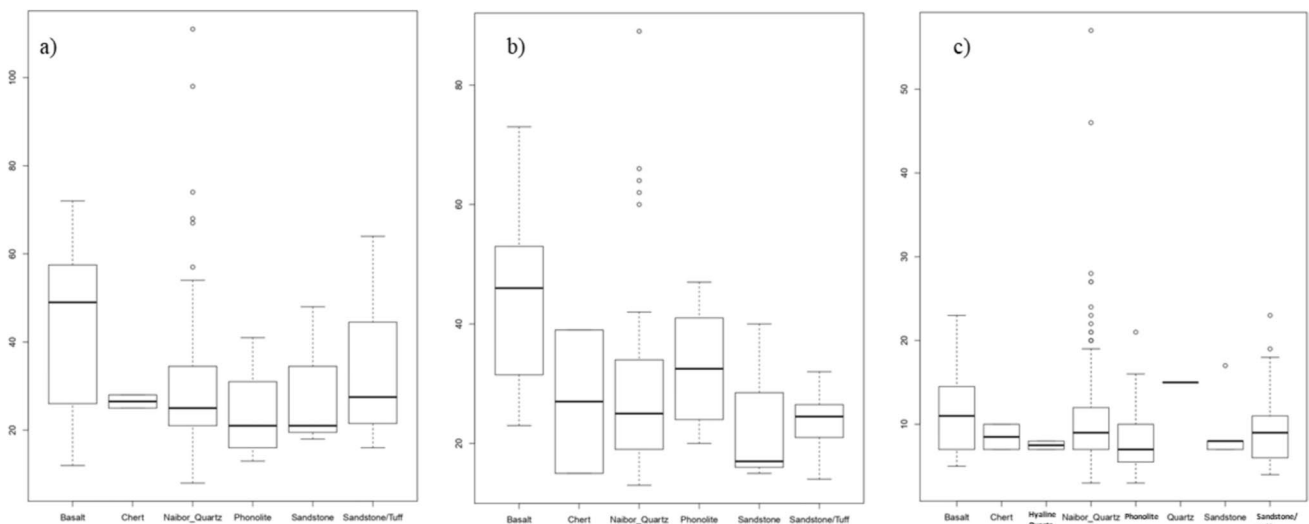 a)
100
80
60
40
20
Basalt Chert Naibor_Quartz Phonolite Sandstone Sandstone/Tuff
b)
80
60
40
20
Basalt Chert Naibor_Quartz Phonolite Sandstone Sandstone/Tuff
c)
50
40
30
20
10
Basalt Chert Hyaline Naibor_Quartz Phonolite Quartz Sandstone Sandstone/